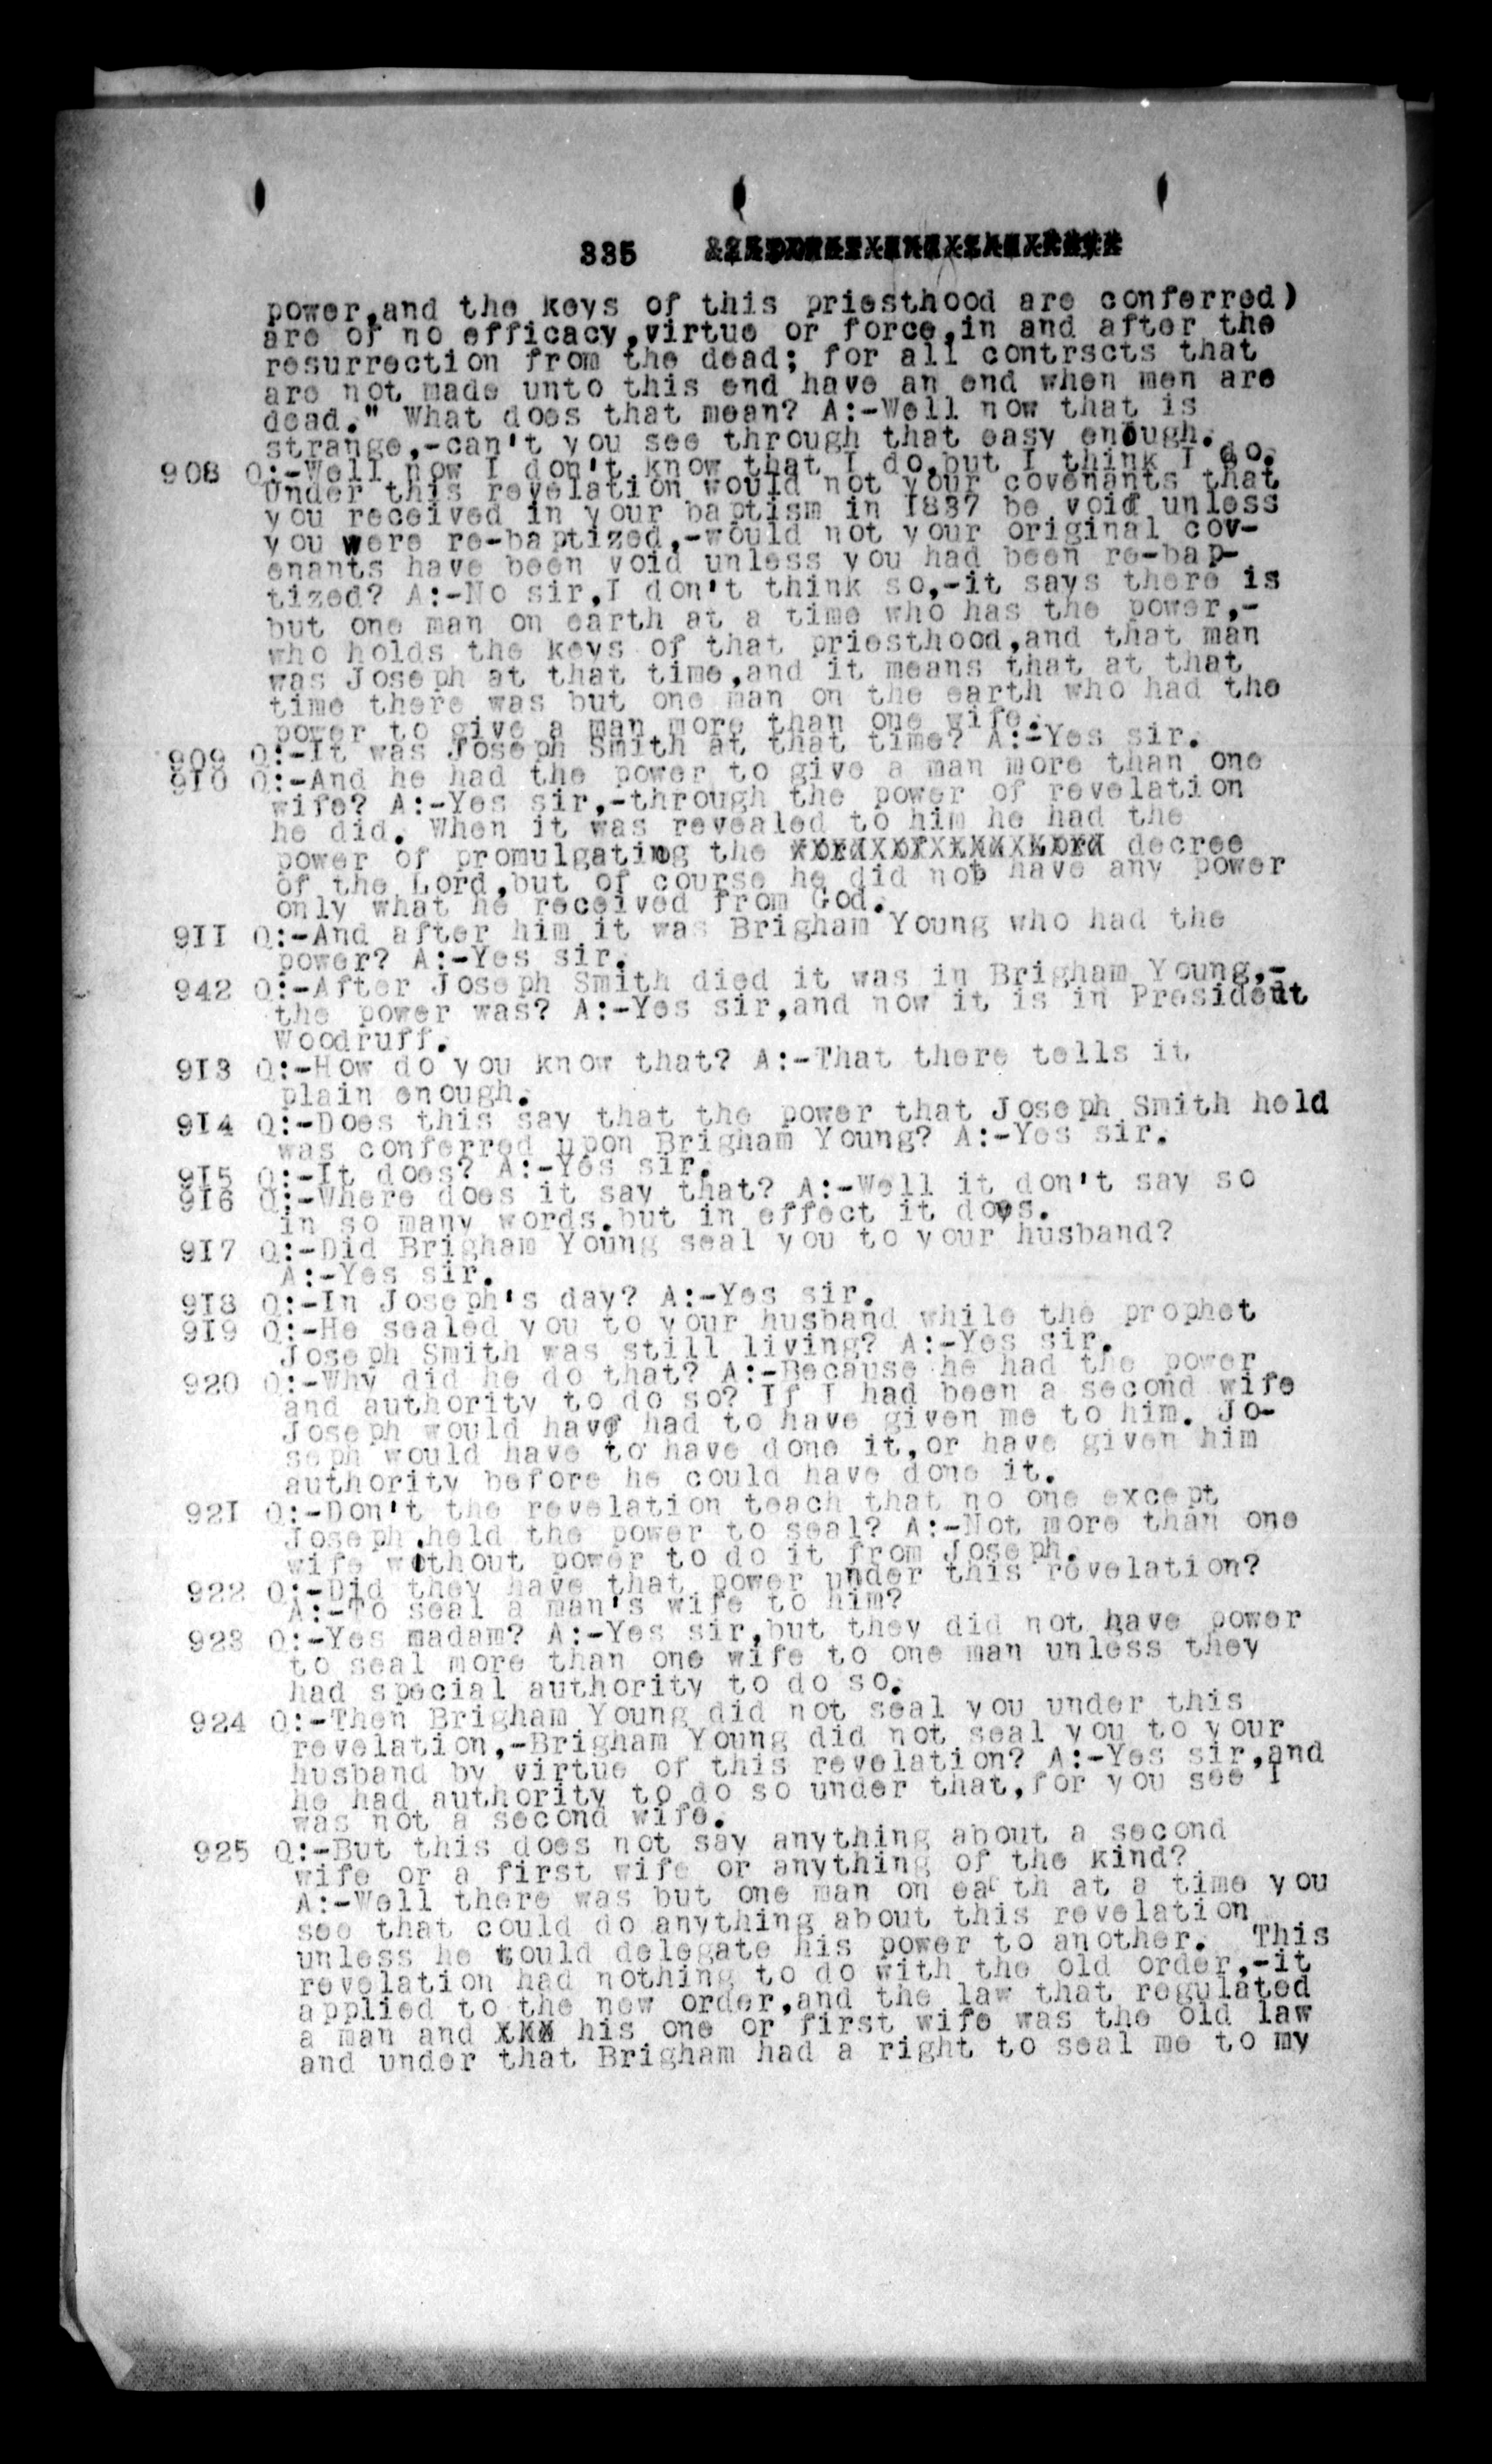 335
power,and the keys of this priesthood are conferred)
are of no efficacy,virtue or force,in and after the
resurrection from the dead; for all contrscts that
are not made unto this end have an end when men are
dead." What does that mean? A:-Well now that is
strange,-can't you see through that easy enough.
908 Q:-Well now I don't know that I do,but I think I do.
Under this revelation would not your covenants that
you received in your baptism in 1837 be void unless
you were re-baptized,-would not your original cov-
enants have been void unless you had been re-bap-
tized? A:-No sir,I don't think so,-it says there is
but one man on earth at a time who has the power,-
who holds the keys of that priesthood,and that man
was Joseph at that time,and it means that at that
time there was but one man on the earth who had the
power to give a man more than one wife.
909 Q:-It was Joseph Smith at that time? A:-Yes sir.
910 Q:-And he had the power to give a man more than one
wife? A:-Yes sir,-through the power of revelation
he did. When it was revealed to him he had the
power of promulgating the decree
of the Lord,but of course he did not have any power
only what he received from God.
911 Q:-And after him it was Brigham Young who had the
power? A:-Yes sir.
942 Q:-After Joseph Smith died it was in Brigham Young,-
the power was? A:-Yes sir,and now it is in President
Woodruff.
913 Q:-How do you know that? A:-That there tells it
plain enough.
914 Q:-Does this say that the power that Joseph Smith held
was conferred upon Brigham Young? A:-Yes sir.
915 Q:-It does? A:-Yes sir.
916 Q:-Where does it say that? A:-Well it don't say so
in so many words.but in effect it does.
917 Q:-Did Brigham Young seal you to your husband?
A:-Yes sir.
918 Q:-In Joseph's day? A:-Yes sir.
919 Q:-He sealed you to your husband while the prophet
Joseph Smith was still living? A:-Yes sir.
920 Q:-Why did he do that? A:-Because he had the power
and authority to do so? If I had been a second wife
Joseph would have had to have given me to him. Jo-
seph would have to have done it,or have given him
authority before he could have done it.
921 Q:-Don't the revelation teach that no one except
Joseph,held the power to seal? A:-Not more than one
wife without power to do it from Joseph.
922 Q:-Did they have that power under this revelation?
A:-To seal a man's wife to him?
923 Q:-Yes madam? A:-Yes sir,but they did not have power
to seal more than one wife to one man unless they
had special authority to do so.
924 Q:-Then Brigham Young did not seal you under this
revelation,-Brigham Young did not seal you to your
husband by virtue of this revelation? A:-Yes sir,and
he had authority to do so under that,for you see I
was not a second wife.
925 Q:-But this does not say anything about a second
wife or a first wife or anything of the kind?
A:-Well there was but one man on earth at a time you
see that could do anything about this revelation
unless he would delegate his power to another. This
revelation had nothing to do with the old order,-it
applied to the new order,and the law that regulated
a man and his one or first wife was the old law
and under that Brigham had a right to seal me to my